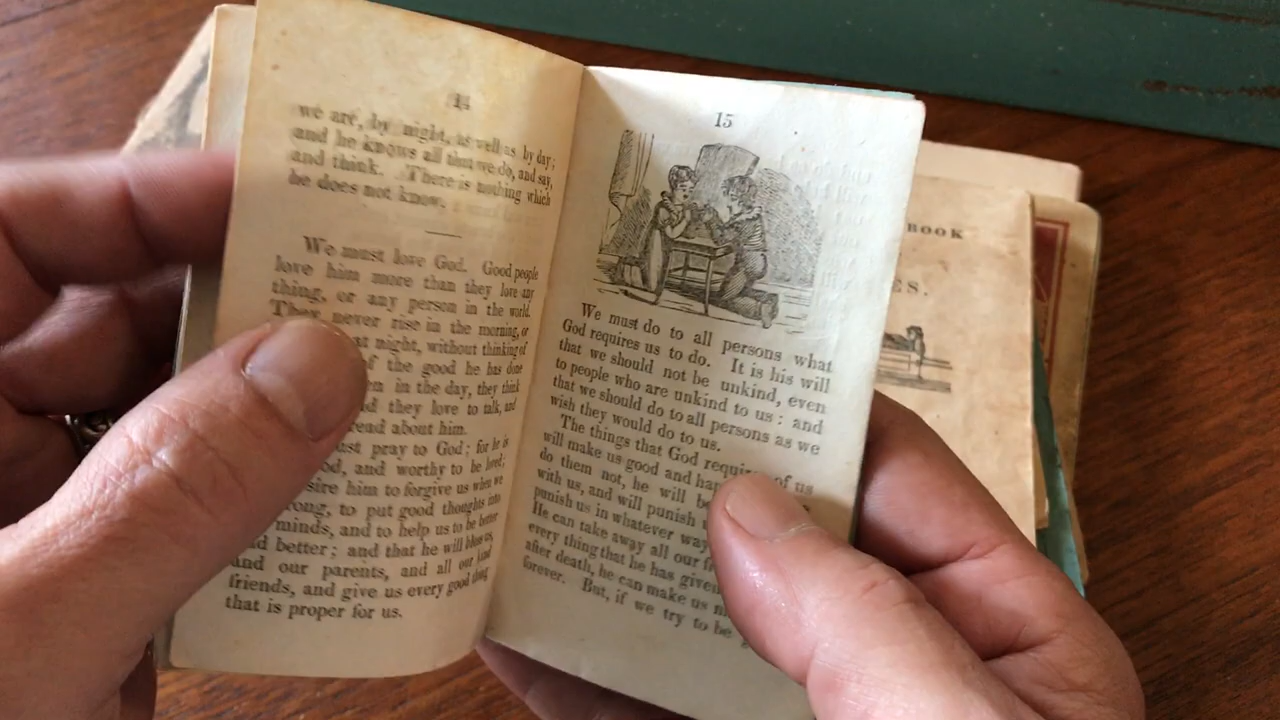 14
we are, by night, as well as by day;
and he knows all that we do, and say,
and think. There is nothing which
he does not know.
We must love God. Good people
love him more than they love any
thing, or any person in the world.
They never rise in the morning, or
at night, without thinking of
of the good he has done
in the day, they think
they love to talk, and
read about him.
pray to God; for he is
and worthy to be loved;
him to forgive us when we
to put good thoughts into
minds, and to help us to be better
and better; and that he will bless us,
and our parents, and all our kind
friends, and give us every good thing
that is proper for us.
15
We must do to all persons what
God requires us to do. It is his will
that we should not be unkind, even
to people who are unkind to us: and
that we should do to all persons as we
wish they would do to us.
The things that God requires of us
will make us good and
do them not, he will
with us, and will punish
punish us in whatever way
He can take away all our
every thing that he has given
after death, he can make us
forever. But, if we try to be
BOOK